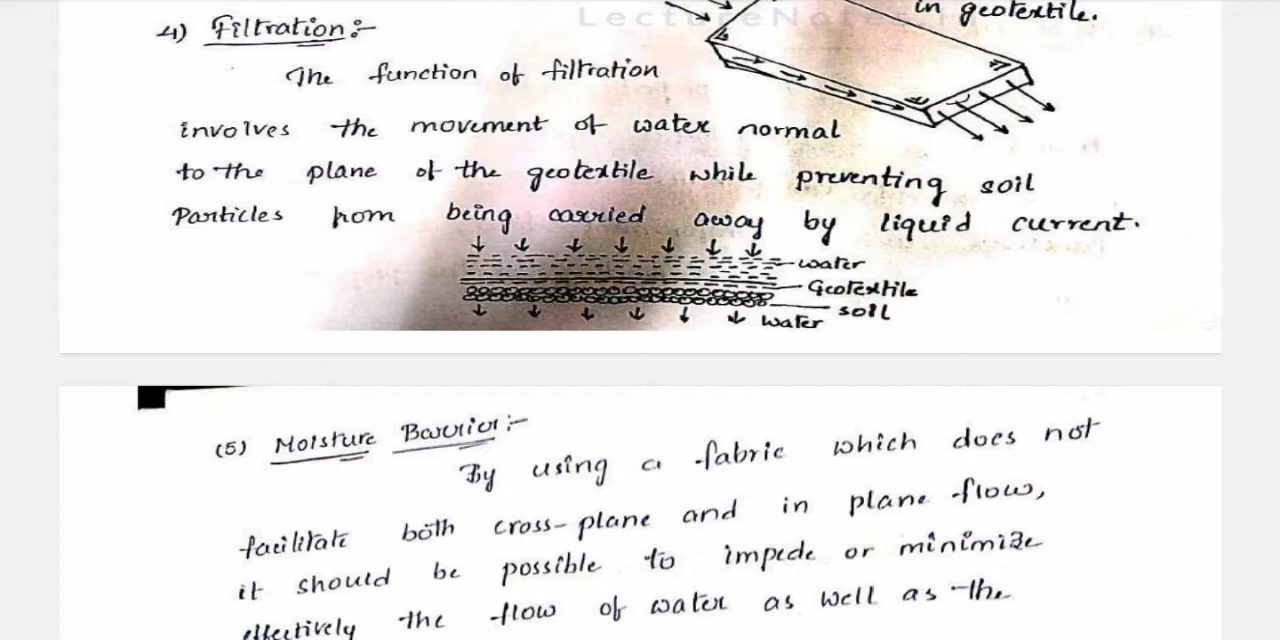 LectureNotes
in geotextile.
4) Filtration :-
The function of filtration
involves the movement of water normal
to the plane of the geotextile while preventing soil
Particles from being carried away by liquid current.
water
Geotextile
soil
water
(5) Moisture Barrier :-
By using a fabric which does not
facilitate both cross-plane and in plane flow,
it should be possible to impede or minimize
effectively the flow of water as well as the